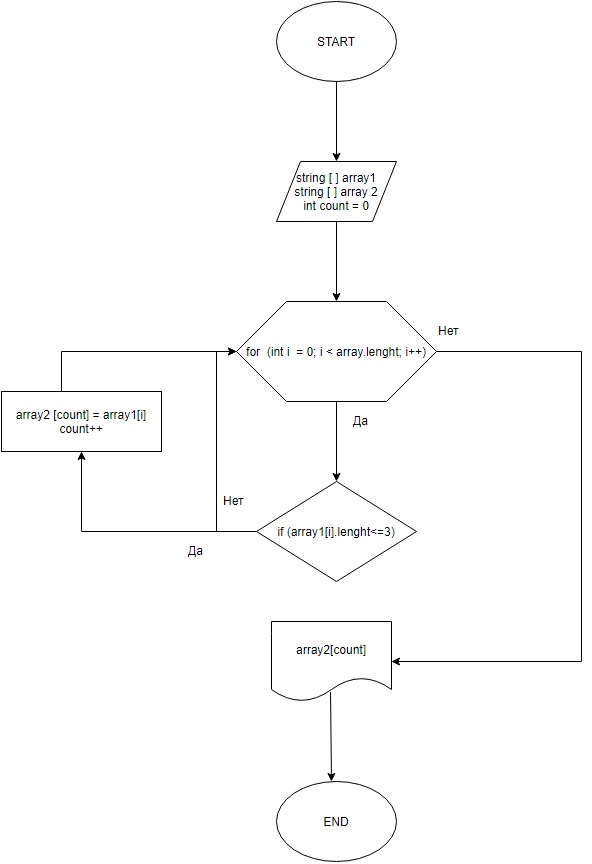 START
string [ ] array1
string [ ] array 2
int count = 0
for  (int i  = 0; i < array.lenght; i++)
Нет
Да
array2 [count] = array1[i]
count++
Нет
if (array1[i].lenght<=3)
Да
array2[count]
END